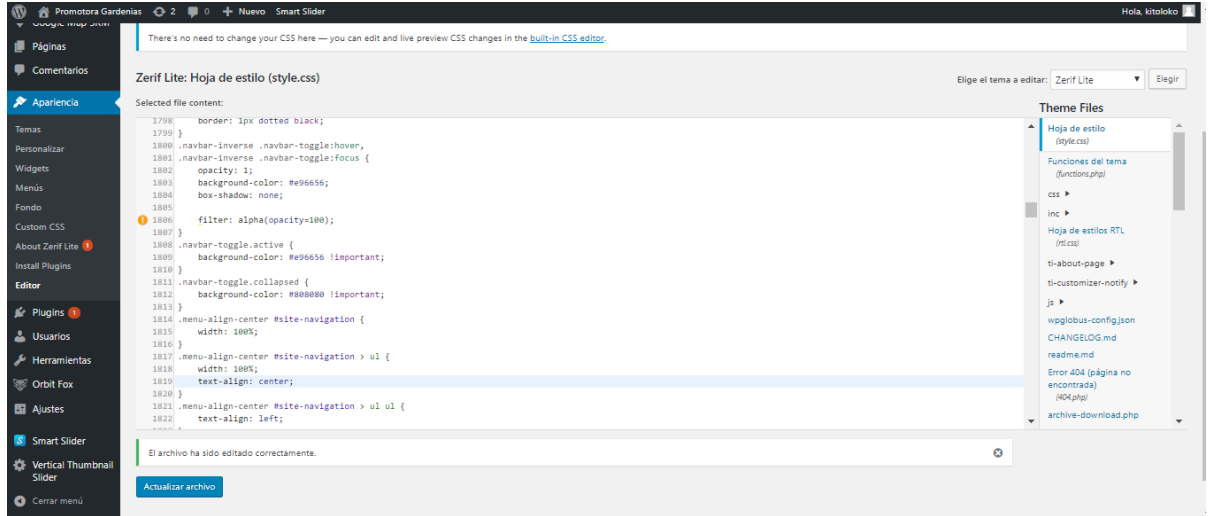 Promotora Gardenias 2 0 + Nuevo Smart Slider Hola, kitoloko
Google Map SRM
Páginas
Comentarios
Apariencia
Temas
Personalizar
Widgets
Menús
Fondo
Custom CSS
About Zerif Lite 1
Install Plugins
Editor
Plugins 1
Usuarios
Herramientas
Orbit Fox
Ajustes
Smart Slider
Vertical Thumbnail
Slider
Cerrar menú
There's no need to change your CSS here — you can edit and live preview CSS changes in the built-in CSS editor.
Zerif Lite: Hoja de estilo (style.css)
Elige el tema a editar: Zerif Lite Elegir
Selected file content:
1798 border: 1px dotted black;
1799 }
1800 .navbar-inverse .navbar-toggle:hover,
1801 .navbar-inverse .navbar-toggle:focus {
1802 opacity: 1;
1803 background-color: #e96656;
1804 box-shadow: none;
1805
1806 filter: alpha(opacity=100);
1807 }
1808 .navbar-toggle.active {
1809 background-color: #e96656 !important;
1810 }
1811 .navbar-toggle.collapsed {
1812 background-color: #808080 !important;
1813 }
1814 .menu-align-center #site-navigation {
1815 width: 100%;
1816 }
1817 .menu-align-center #site-navigation > ul {
1818 width: 100%;
1819 text-align: center;
1820 }
1821 .menu-align-center #site-navigation > ul ul {
1822 text-align: left;
Theme Files
Hoja de estilo
(style.css)
Funciones del tema
(functions.php)
css
inc
Hoja de estilos RTL
(rtl.css)
ti-about-page
ti-customizer-notify
js
wpglobus-config.json
CHANGELOG.md
readme.md
Error 404 (página no
encontrada)
(404.php)
archive-download.php
El archivo ha sido editado correctamente.
Actualizar archivo